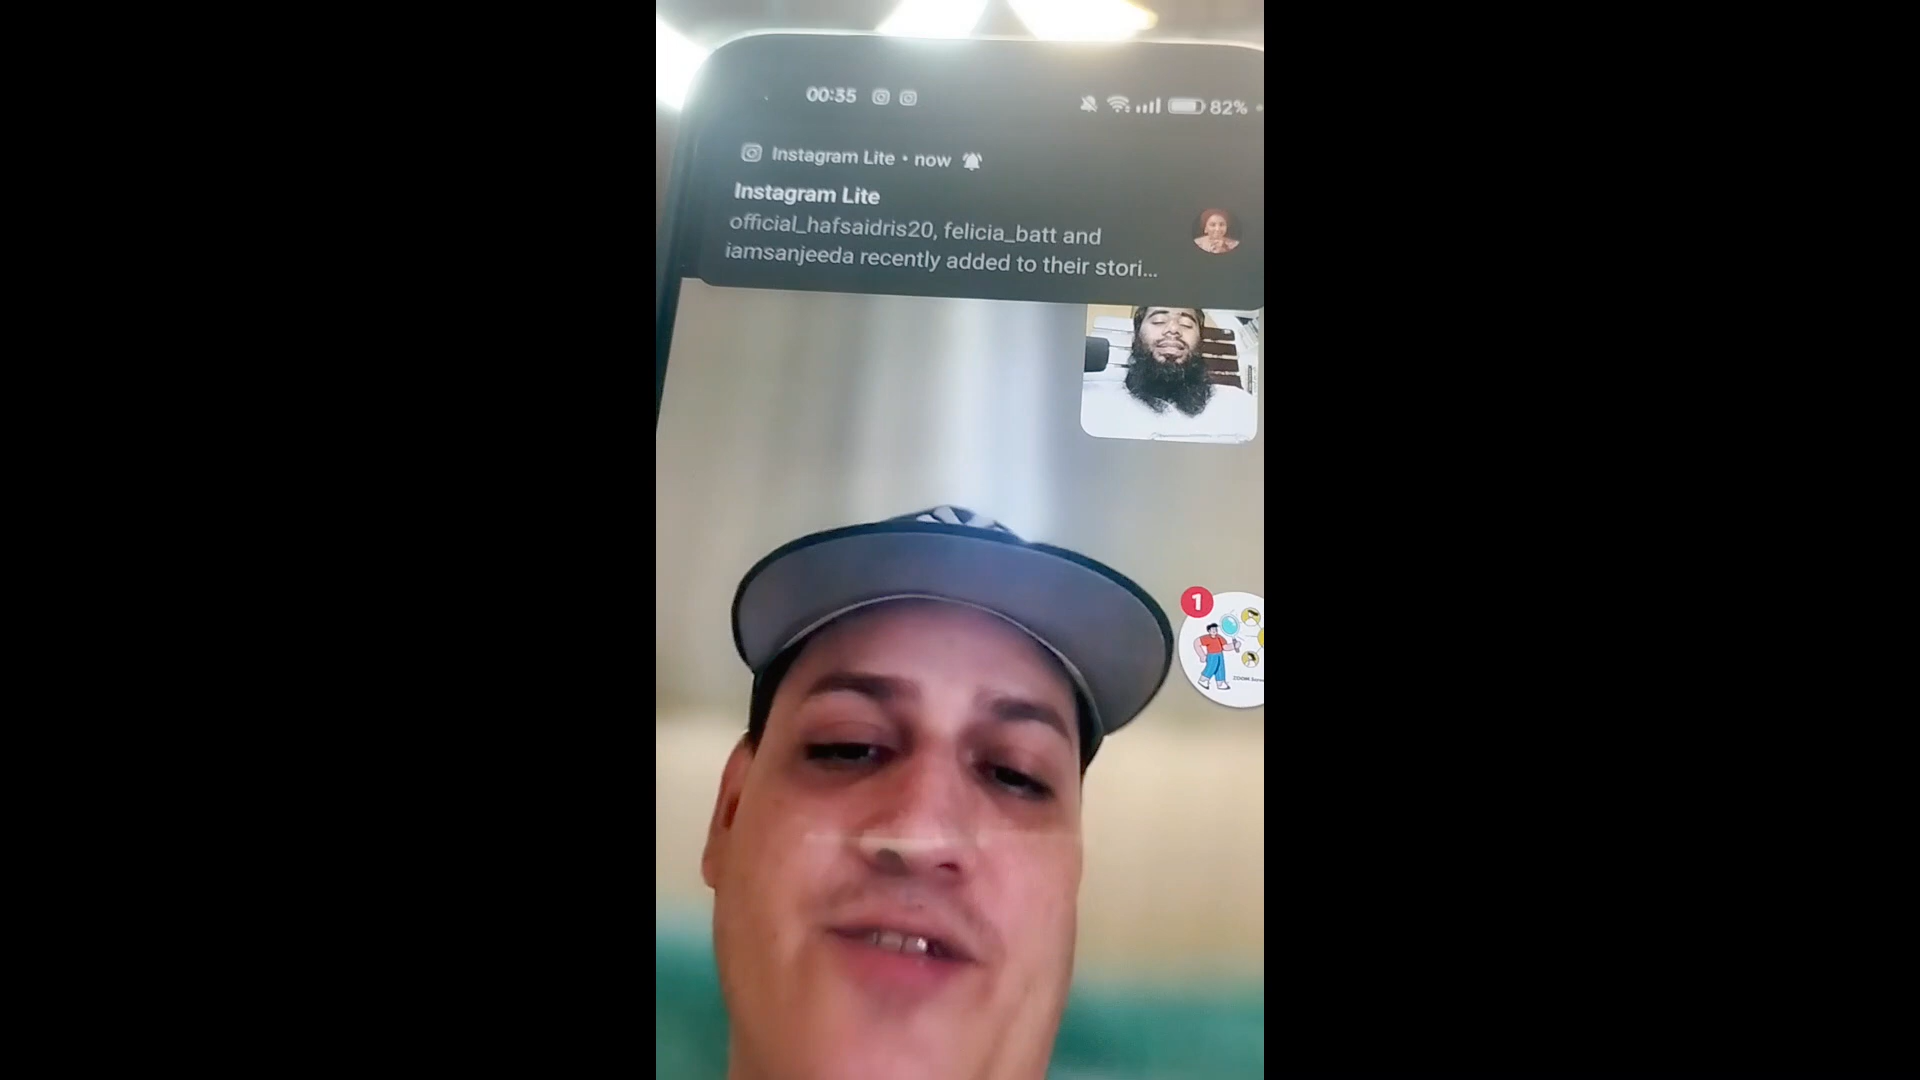 00:35
82%
Instagram Lite • now
Instagram Lite
official_hafsaidris20, felicia_batt and
iamsanjeeda recently added to their stori...
1